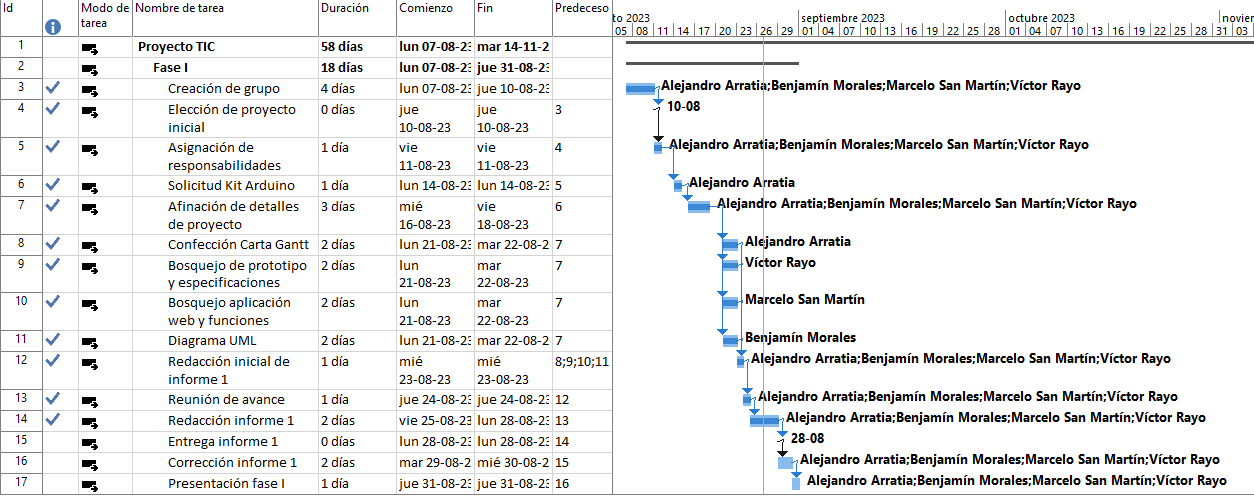 Id Modo de tarea Nombre de tarea Duración Comienzo Fin Predeceso
to 2023 septiembre 2023 octubre 2023 novier
05 08 11 14 17 20 23 26 29 01 04 07 10 13 16 19 22 25 28 01 04 07 10 13 16 19 22 25 28 31 03
1 Proyecto TIC 58 días lun 07-08-23 mar 14-11-2
2 Fase I 18 días lun 07-08-23 jue 31-08-23
3 Creación de grupo 4 días lun 07-08-23 jue 10-08-23 Alejandro Arratia;Benjamín Morales;Marcelo San Martín;Víctor Rayo
4 Elección de proyecto 0 días jue jue 3 10-08
inicial 10-08-23 10-08-23
5 Asignación de 1 día vie vie 4 Alejandro Arratia;Benjamín Morales;Marcelo San Martín;Víctor Rayo
responsabilidades 11-08-23 11-08-23
6 Solicitud Kit Arduino 1 día lun 14-08-23 lun 14-08-23 5 Alejandro Arratia
7 Afinación de detalles 3 días mié vie 6 Alejandro Arratia;Benjamín Morales;Marcelo San Martín;Víctor Rayo
de proyecto 16-08-23 18-08-23
8 Confección Carta Gantt 2 días lun 21-08-23 mar 22-08-2 7 Alejandro Arratia
9 Bosquejo de prototipo 2 días lun mar 7 Víctor Rayo
y especificaciones 21-08-23 22-08-23
10 Bosquejo aplicación 2 días lun mar 7 Marcelo San Martín
web y funciones 21-08-23 22-08-23
11 Diagrama UML 2 días lun 21-08-23 mar 22-08-2 7 Benjamín Morales
12 Redacción inicial de 1 día mié mié 8;9;10;11 Alejandro Arratia;Benjamín Morales;Marcelo San Martín;Víctor Rayo
informe 1 23-08-23 23-08-23
13 Reunión de avance 1 día jue 24-08-23 jue 24-08-23 12 Alejandro Arratia;Benjamín Morales;Marcelo San Martín;Víctor Rayo
14 Redacción informe 1 2 días vie 25-08-23 lun 28-08-23 13 Alejandro Arratia;Benjamín Morales;Marcelo San Martín;Víctor Rayo
15 Entrega informe 1 0 días lun 28-08-23 lun 28-08-23 14 28-08
16 Corrección informe 1 2 días mar 29-08-2 mié 30-08-2 15 Alejandro Arratia;Benjamín Morales;Marcelo San Martín;Víctor Rayo
17 Presentación fase I 1 día jue 31-08-23 jue 31-08-23 16 Alejandro Arratia;Benjamín Morales;Marcelo San Martín;Víctor Rayo